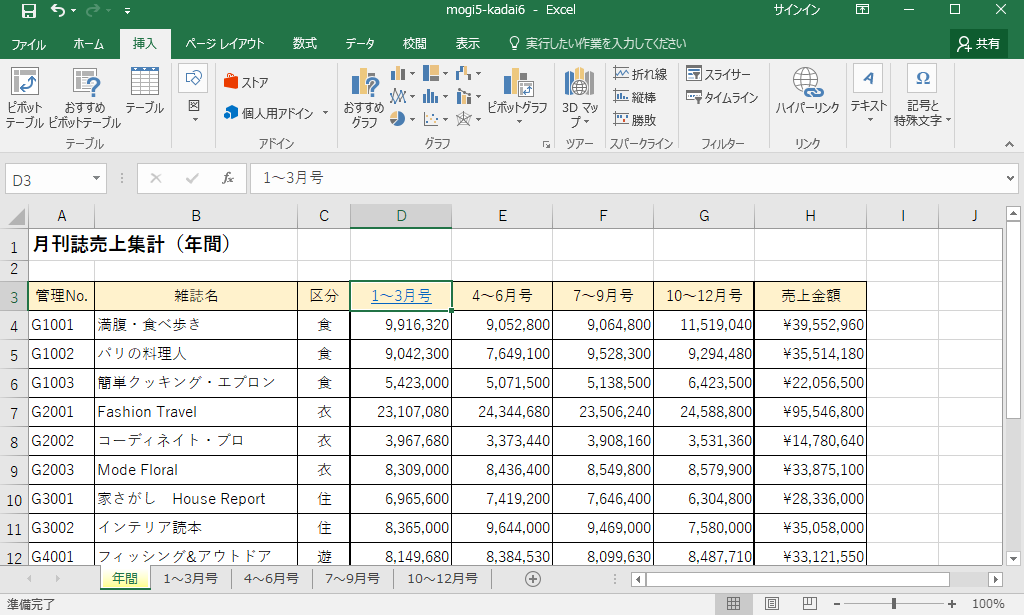 mogi5-kadai6 - Excel サインイン
ファイル ホーム 挿入 ページ レイアウト 数式 データ 校閲 表示 実行したい作業を入力してください 共有
ピボット
テーブル
おすすめ
ピボットテーブル
テーブル
図
テーブル
ストア
個人用アドイン
アドイン
おすすめ
グラフ
ピボットグラフ
グラフ
3D マッ
プ
ツアー
折れ線
縦棒
勝敗
スパークライン
スライサー
タイムライン
フィルター
ハイパーリンク
リンク
A
テキスト
Ω
記号と
特殊文字
D3 fx 1～3月号
A B C D E F G H I J
1 月刊誌売上集計（年間）
2
3 管理No. 雑誌名 区分 1～3月号 4～6月号 7～9月号 10～12月号 売上金額
4 G1001 満腹・食べ歩き 食 9,916,320 9,052,800 9,064,800 11,519,040 ¥39,552,960
5 G1002 パリの料理人 食 9,042,300 7,649,100 9,528,300 9,294,480 ¥35,514,180
6 G1003 簡単クッキング・エプロン 食 5,423,000 5,071,500 5,138,500 6,423,500 ¥22,056,500
7 G2001 Fashion Travel 衣 23,107,080 24,344,680 23,506,240 24,588,800 ¥95,546,800
8 G2002 コーディネイト・プロ 衣 3,967,680 3,373,440 3,908,160 3,531,360 ¥14,780,640
9 G2003 Mode Floral 衣 8,309,000 8,436,400 8,549,800 8,579,900 ¥33,875,100
10 G3001 家さがし　House Report 住 6,965,600 7,419,200 7,646,400 6,304,800 ¥28,336,000
11 G3002 インテリア読本 住 8,365,000 9,644,000 9,469,000 7,580,000 ¥35,058,000
12 G4001 フィッシング&アウトドア 遊 8,149,680 8,384,530 8,099,630 8,487,710 ¥33,121,550
年間 1～3月号 4～6月号 7～9月号 10～12月号
準備完了 100%